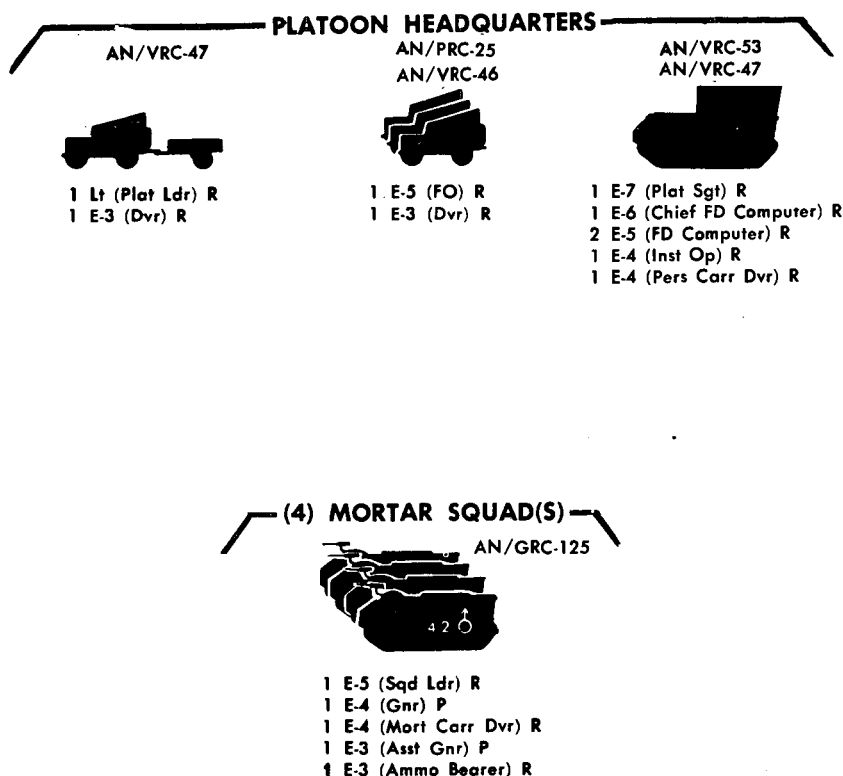 PLATOON HEADQUARTERS
AN/VRC-47
AN/PRC-25
AN/VRC-46
AN/VRC-53
AN/VRC-47
1 Lt (Plat Ldr) R
1 E-3 (Dvr) R
1 E-5 (FO) R
1 E-3 (Dvr) R
1 E-7 (Plat Sgt) R
1 E-6 (Chief FD Computer) R
2 E-5 (FD Computer) R
1 E-4 (Inst Op) R
1 E-4 (Pers Carr Dvr) R
(4) MORTAR SQUAD(S)
AN/GRC-125
4 2
1 E-5 (Sqd Ldr) R
1 E-4 (Gnr) P
1 E-4 (Mort Carr Dvr) R
1 E-3 (Asst Gnr) P
1 E-3 (Ammo Bearer) R